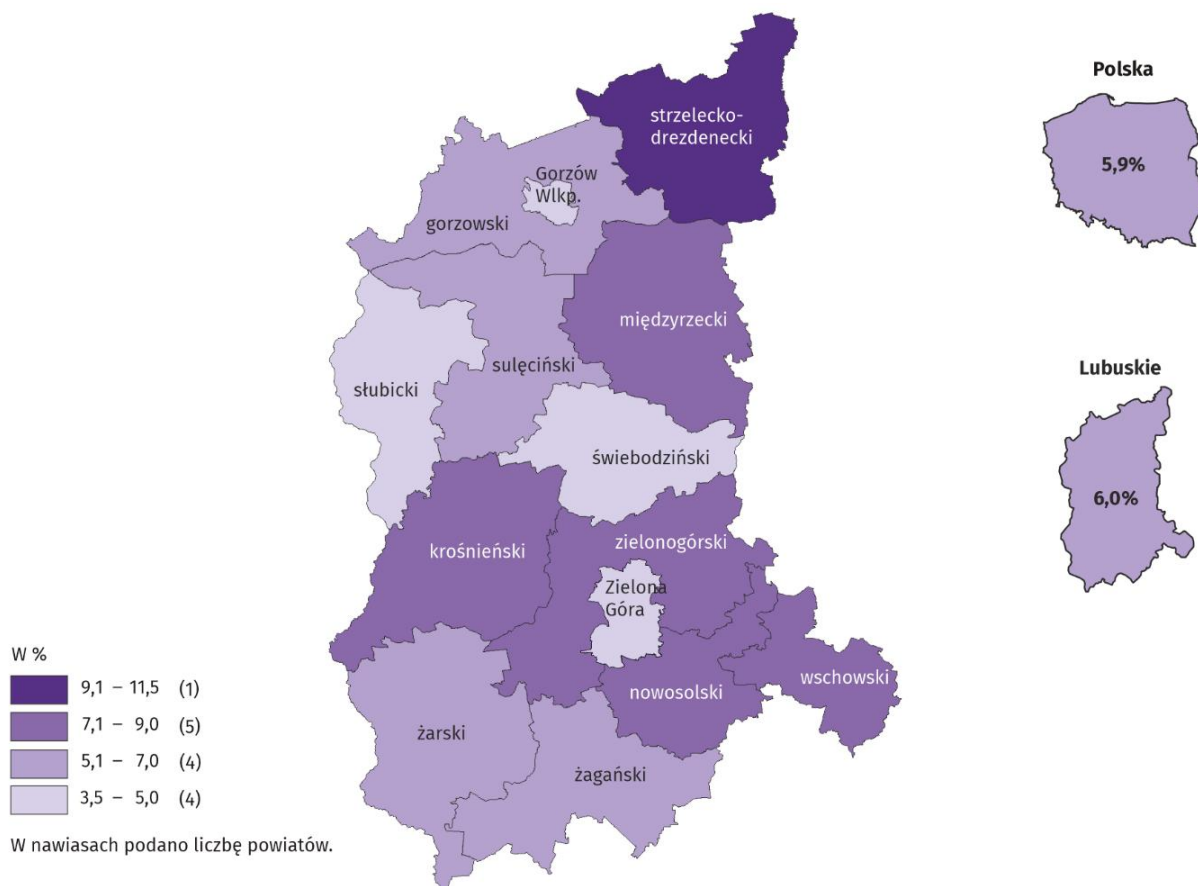 Polska
5,9%
Lubuskie
6,0%
strzelecko-
drezdenecki
Gorzów
Wlkp.
gorzowski
międzyrzecki
sulęciński
słubicki
świebodziński
krośnieński
zielonogórski
Zielona
Góra
nowosolski
wschowski
żarski
żagański
W %
9,1 – 11,5 (1)
7,1 – 9,0 (5)
5,1 – 7,0 (4)
3,5 – 5,0 (4)
W nawiasach podano liczbę powiatów.